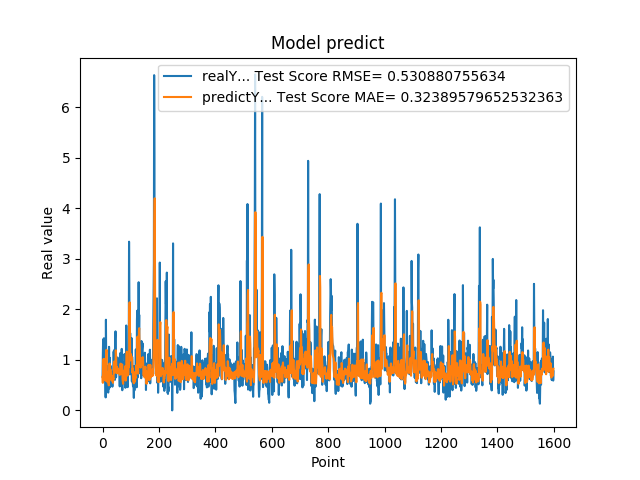 Model predict
realY... Test Score RMSE= 0.530880755634
predictY... Test Score MAE= 0.32389579652532363
Real value
6
5
4
3
2
1
0
0 200 400 600 800 1000 1200 1400 1600
Point